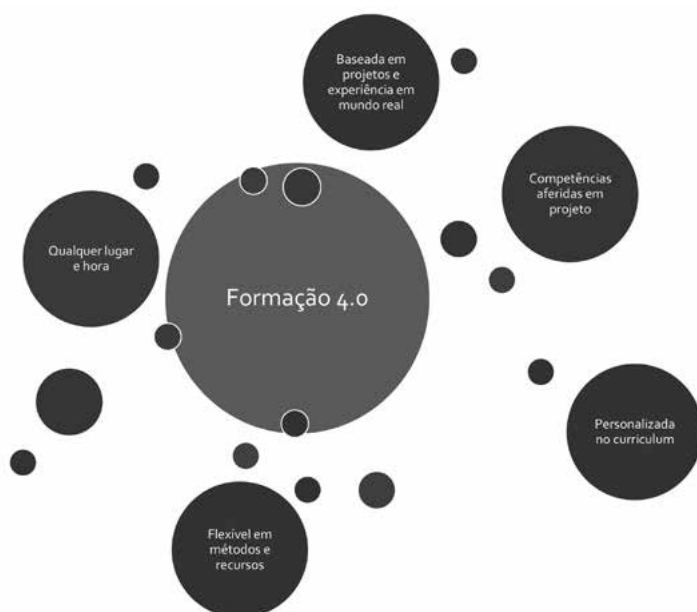 Baseada em
projetos e
experiência em
mundo real
Competências
aferidas em
projeto
Qualquer lugar
e hora
Formação 4.0
Personalizada
no curriculum
Flexível em
métodos e
recursos